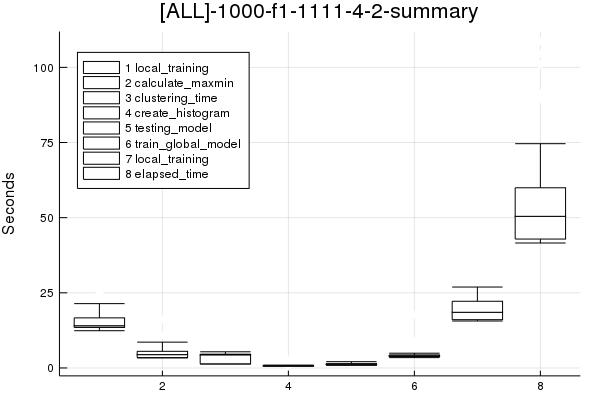 [ALL]-1000-f1-1111-4-2-summary
100
75
50
25
0
Seconds
1 local_training
2 calculate_maxmin
3 clustering_time
4 create_histogram
5 testing_model
6 train_global_model
7 local_training
8 elapsed_time
2 4 6 8